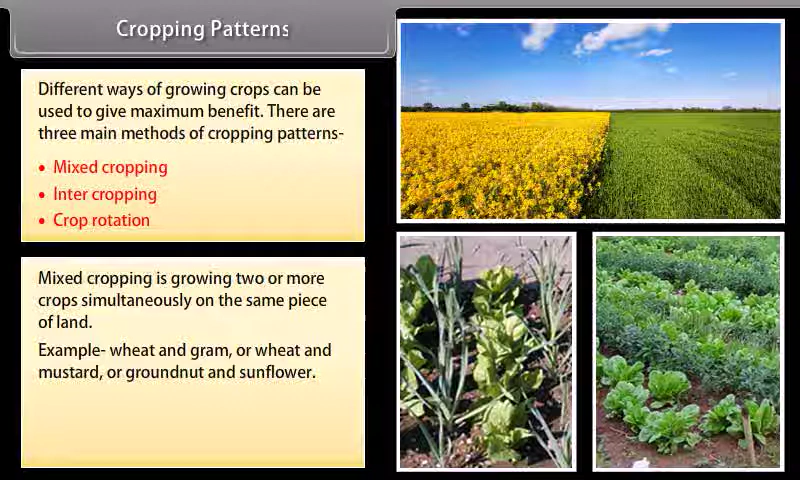 Cropping Patterns
Different ways of growing crops can be
used to give maximum benefit. There are
three main methods of cropping patterns-
• Mixed cropping
• Inter cropping
• Crop rotation
Mixed cropping is growing two or more
crops simultaneously on the same piece
of land.
Example- wheat and gram, or wheat and
mustard, or groundnut and sunflower.